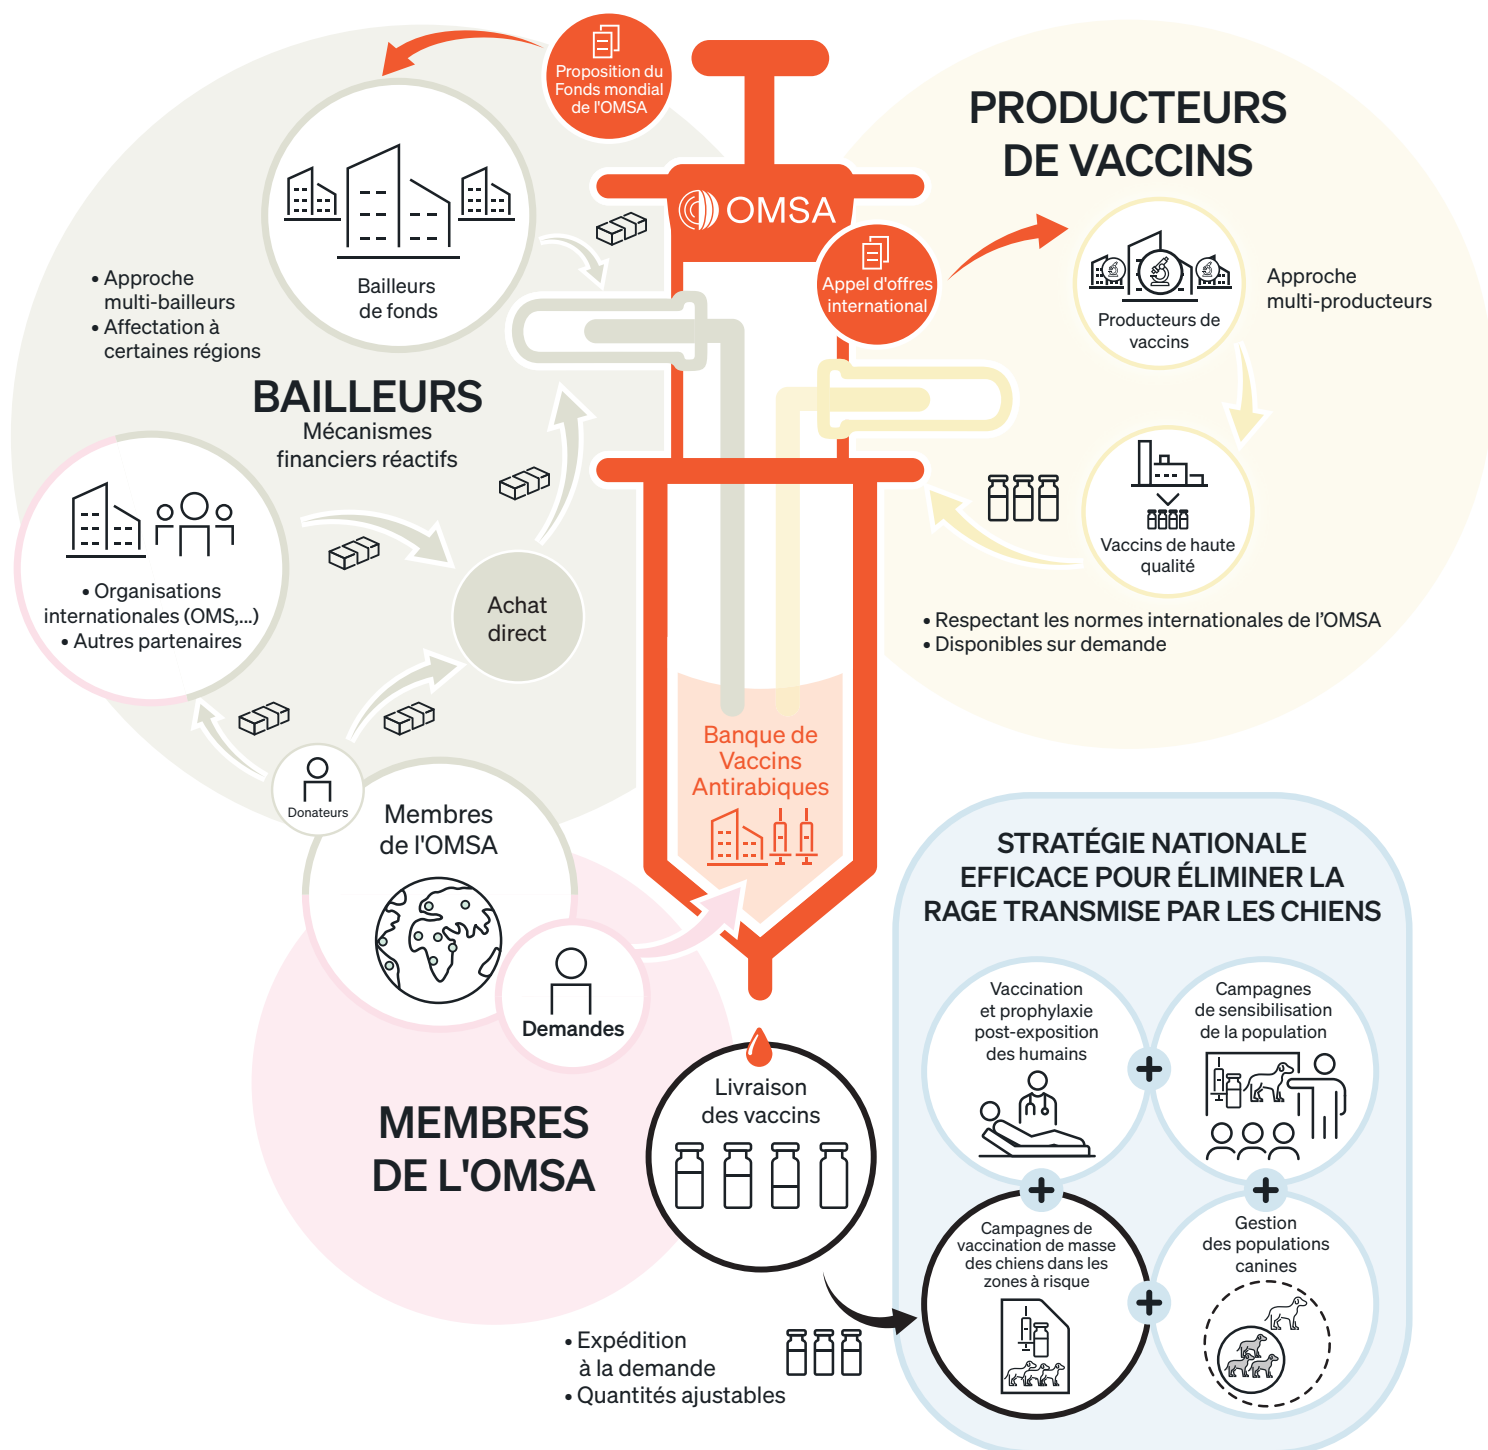 Proposition du
Fonds mondial
de l'OMSA
OMSA
PRODUCTEURS
DE VACCINS
Bailleurs
de fonds
• Approche
multi-bailleurs
• Affectation à
certaines régions
Appel d'offres
international
Producteurs de
vaccins
Approche
multi-producteurs
BAILLEURS
Mécanismes
financiers réactifs
• Organisations
internationales (OMS,...)
• Autres partenaires
Achat
direct
Vaccins de haute
qualité
• Respectant les normes internationales de l’OMSA
• Disponibles sur demande
Donateurs
Membres
de l'OMSA
Banque de
Vaccins
Antirabiques
Demandes
MEMBRES
DE L'OMSA
Livraison
des vaccins
• Expédition
à la demande
• Quantités ajustables
STRATÉGIE NATIONALE
EFFICACE POUR ÉLIMINER LA
RAGE TRANSMISE PAR LES CHIENS
Vaccination
et prophylaxie
post-exposition
des humains
+
Campagnes
de sensibilisation
de la population
+
+
Campagnes de
vaccination de masse
des chiens dans les
zones à risque
+
Gestion
des populations
canines